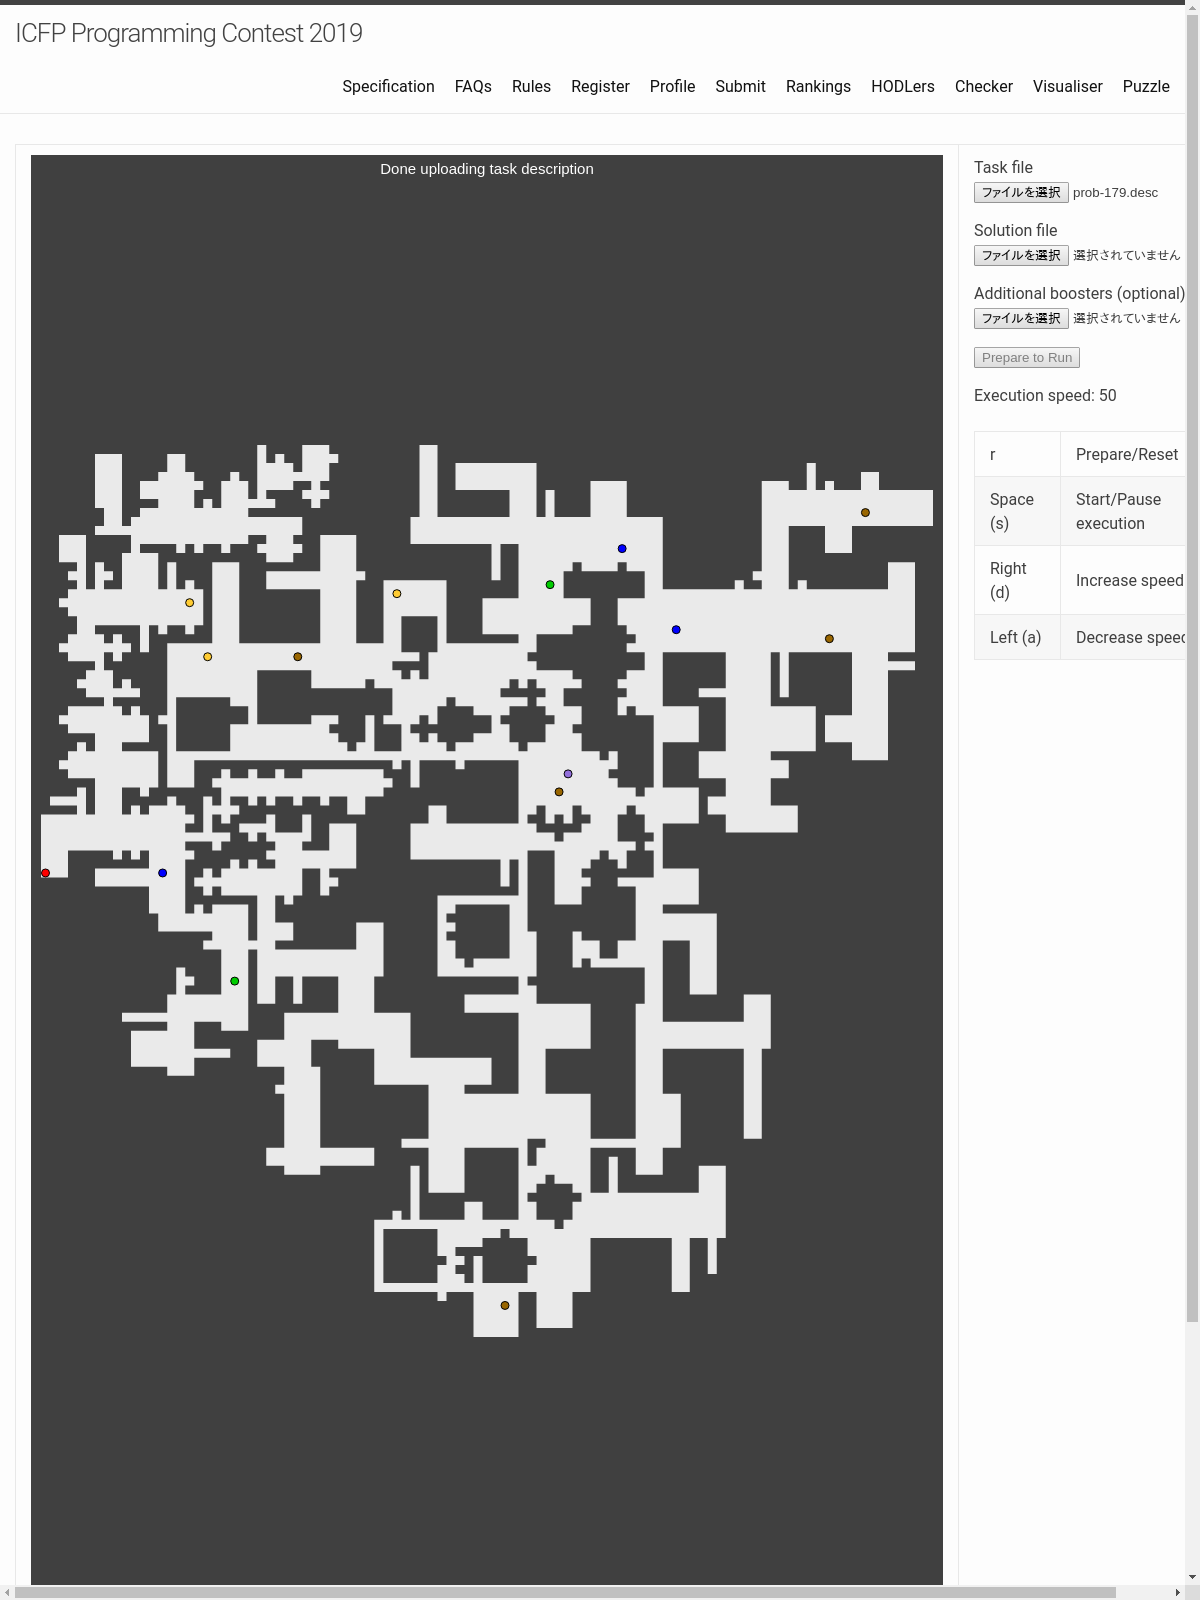 ICFP Programming Contest 2019
Specification FAQs Rules Register Profile Submit Rankings HODLers Checker Visualiser Puzzle
Done uploading task description
Task file
ファイルを選択 prob-179.desc
Solution file
ファイルを選択 選択されていません
Additional boosters (optional)
ファイルを選択 選択されていません
Prepare to Run
Execution speed: 50
r Prepare/Reset
Space (s) Start/Pause execution
Right (d) Increase speed
Left (a) Decrease speed